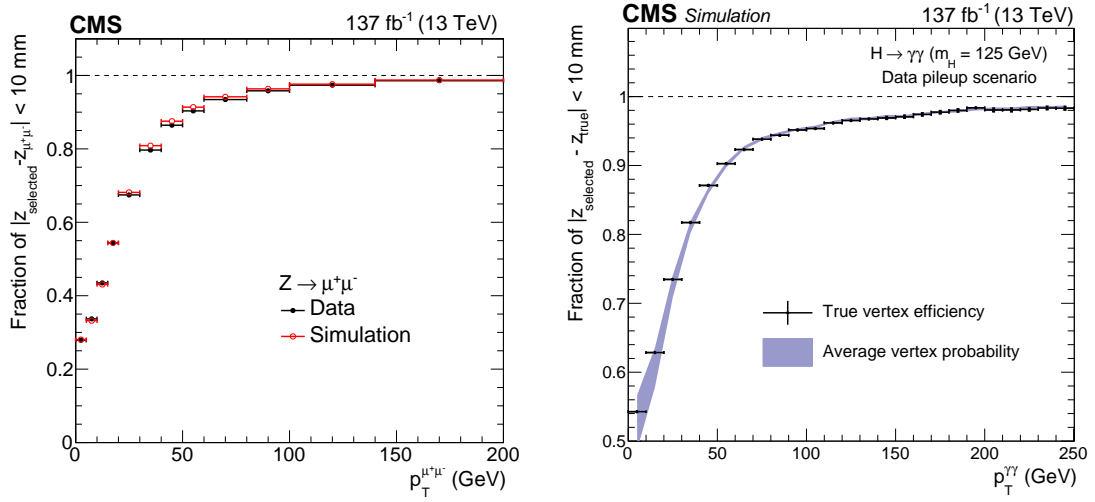 CMS
137 fb⁻¹ (13 TeV)
Fraction of |z_selected - z_μ⁺μ⁻| < 10 mm
1
0.8
0.6
0.4
0.2
0
Z → μ⁺μ⁻
Data
Simulation
0
50
100
150
200
p_T^μ⁺μ⁻ (GeV)
CMS Simulation
137 fb⁻¹ (13 TeV)
Fraction of |z_selected - z_true| < 10 mm
H → γγ (m_H = 125 GeV)
Data pileup scenario
1
0.9
0.8
0.7
0.6
0.5
True vertex efficiency
Average vertex probability
0
50
100
150
200
250
p_T^γγ (GeV)